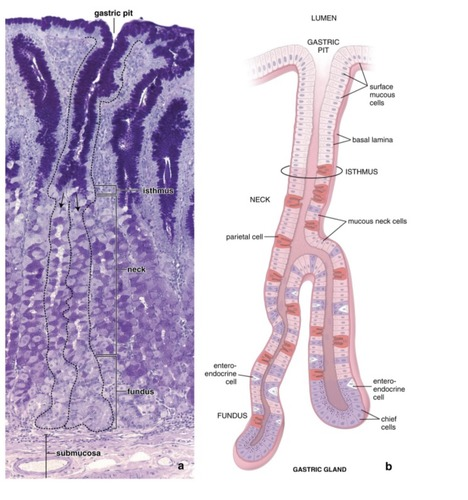 gastric pit
isthmus
neck
fundus
submucosa
a
LUMEN
GASTRIC
PIT
surface
mucous
cells
basal lamina
ISTHMUS
NECK
mucous neck cells
parietal cell
entero-
endocrine
cell
entero-
endocrine
cell
FUNDUS
chief
cells
GASTRIC GLAND
b